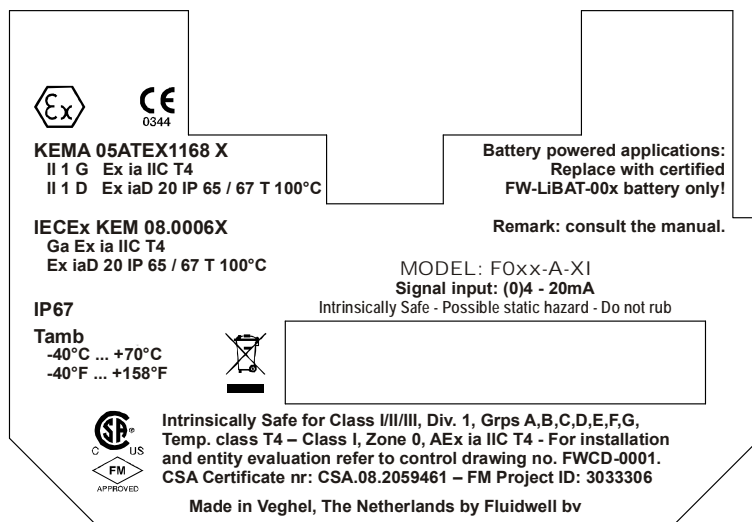 Ex
CE
0344
KEMA 05ATEX1168 X
II 1 G Ex ia IIC T4
II 1 D Ex iaD 20 IP 65 / 67 T 100°C
Battery powered applications:
Replace with certified
FW-LiBAT-00x battery only!
IECEx KEM 08.0006X
Ga Ex ia IIC T4
Ex iaD 20 IP 65 / 67 T 100°C
Remark: consult the manual.
MODEL: F0xx-A-XI
Signal input: (0)4 - 20mA
Intrinsically Safe - Possible static hazard - Do not rub
IP67
Tamb
-40°C ... +70°C
-40°F ... +158°F
CSA
C US
FM
APPROVED
Intrinsically Safe for Class I/II/III, Div. 1, Grps A,B,C,D,E,F,G,
Temp. class T4 – Class I, Zone 0, AEx ia IIC T4 - For installation
and entity evaluation refer to control drawing no. FWCD-0001.
CSA Certificate nr: CSA.08.2059461 – FM Project ID: 3033306
Made in Veghel, The Netherlands by Fluidwell bv